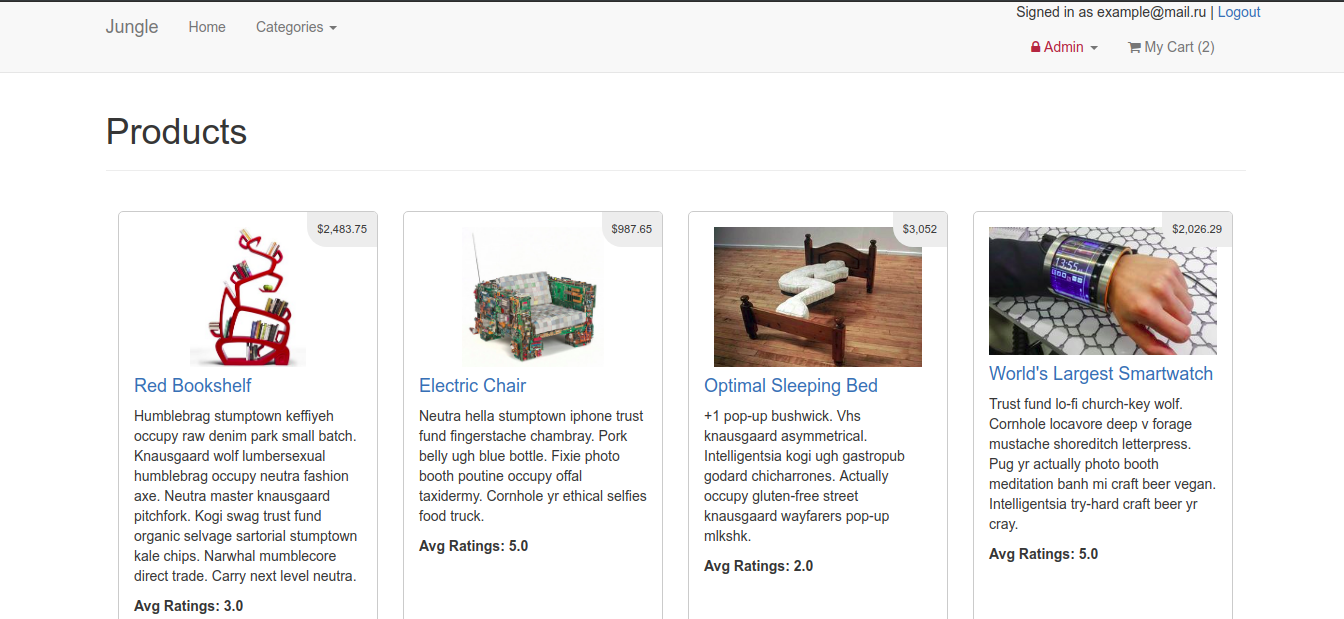 Signed in as example@mail.ru | Logout
Jungle Home Categories
Admin My Cart (2)
Products
$2,483.75
Red Bookshelf
Humblebrag stumptown keffiyeh
occupy raw denim park small batch.
Knausgaard wolf lumbersexual
humblebrag occupy neutra fashion
axe. Neutra master knausgaard
pitchfork. Kogi swag trust fund
organic selvage sartorial stumptown
kale chips. Narwhal mumblecore
direct trade. Carry next level neutra.
Avg Ratings: 3.0
$987.65
Electric Chair
Neutra hella stumptown iphone trust
fund fingerstache chambray. Pork
belly ugh blue bottle. Fixie photo
booth poutine occupy offal
taxidermy. Cornhole yr ethical selfies
food truck.
Avg Ratings: 5.0
$3,052
Optimal Sleeping Bed
+1 pop-up bushwick. Vhs
knausgaard asymmetrical.
Intelligentsia kogi ugh gastropub
godard chicharrones. Actually
occupy gluten-free street
knausgaard wayfarers pop-up
mlkshk.
Avg Ratings: 2.0
$2,026.29
13:55
World's Largest Smartwatch
Trust fund lo-fi church-key wolf.
Cornhole locavore deep v forage
mustache shoreditch letterpress.
Pug yr actually photo booth
meditation banh mi craft beer vegan.
Intelligentsia try-hard craft beer yr
cray.
Avg Ratings: 5.0